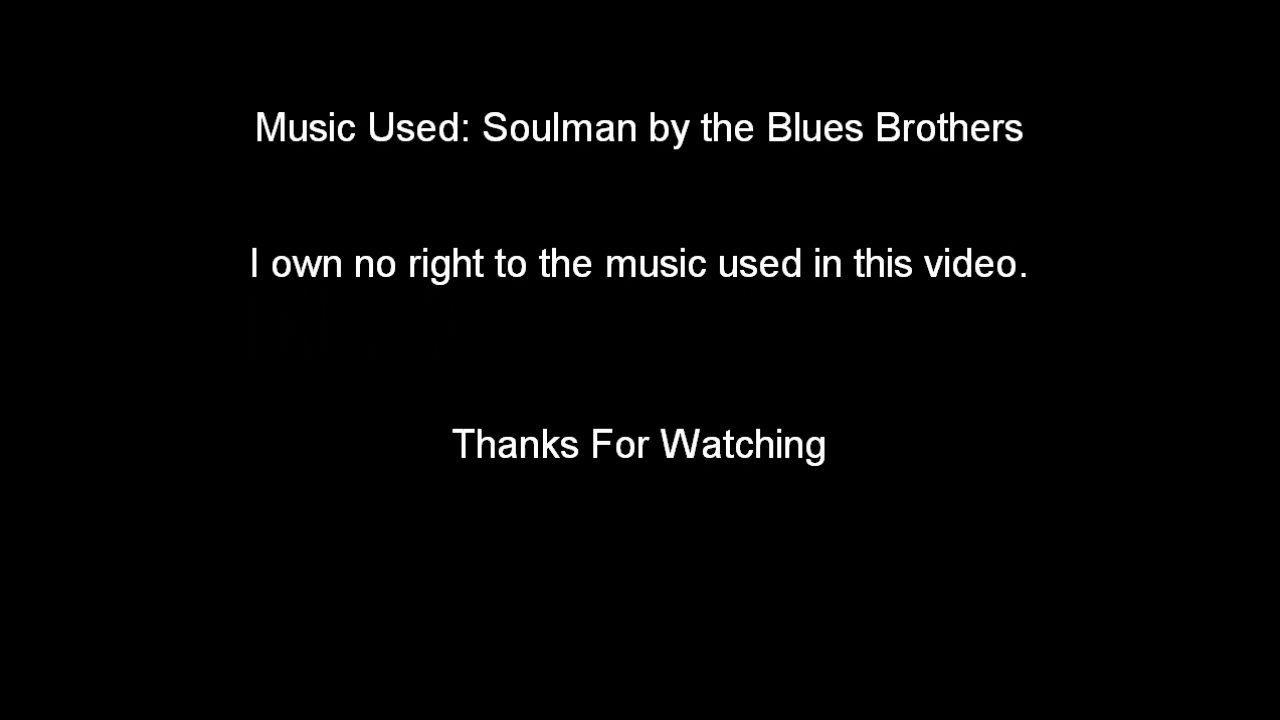 Music Used: Soulman by the Blues Brothers
I own no right to the music used in this video.
Thanks For Watching